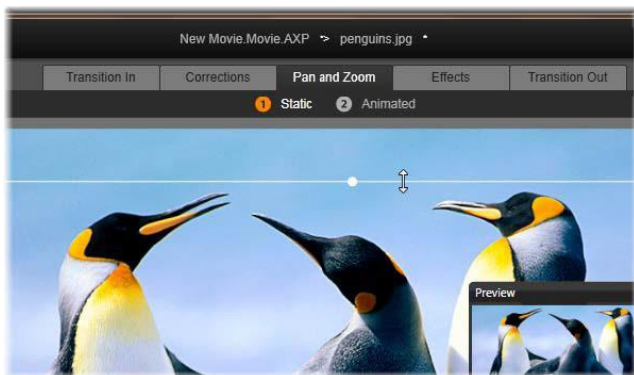 New Movie.Movie.AXP *> penguins.jpg *
Transition In Corrections Pan and Zoom Effects Transition Out
1 Static 2 Animated
Preview